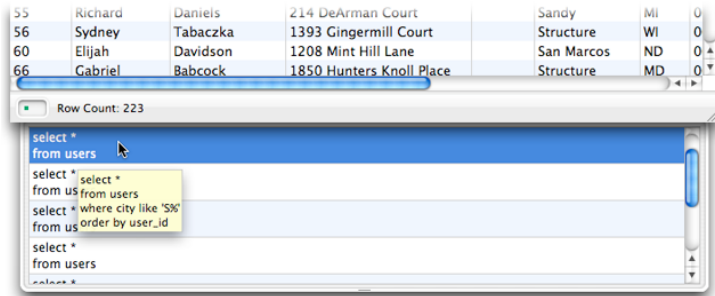 55 Richard Daniels 214 DeArman Court Sandy MI 0
56 Sydney Tabaczka 1393 Gingermill Court Structure WI 0
60 Elijah Davidson 1208 Mint Hill Lane San Marcos ND 0
66 Gabriel Babcock 1850 Hunters Knoll Place Structure MD 0
Row Count: 223
select *
from users
select *
from us
select *
from us
select *
from users
where city like 'S%'
order by user_id
select *
from users
select *